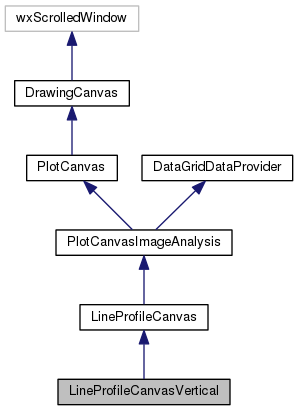 wxScrolledWindow
DrawingCanvas
PlotCanvas
DataGridDataProvider
PlotCanvasImageAnalysis
LineProfileCanvas
LineProfileCanvasVertical